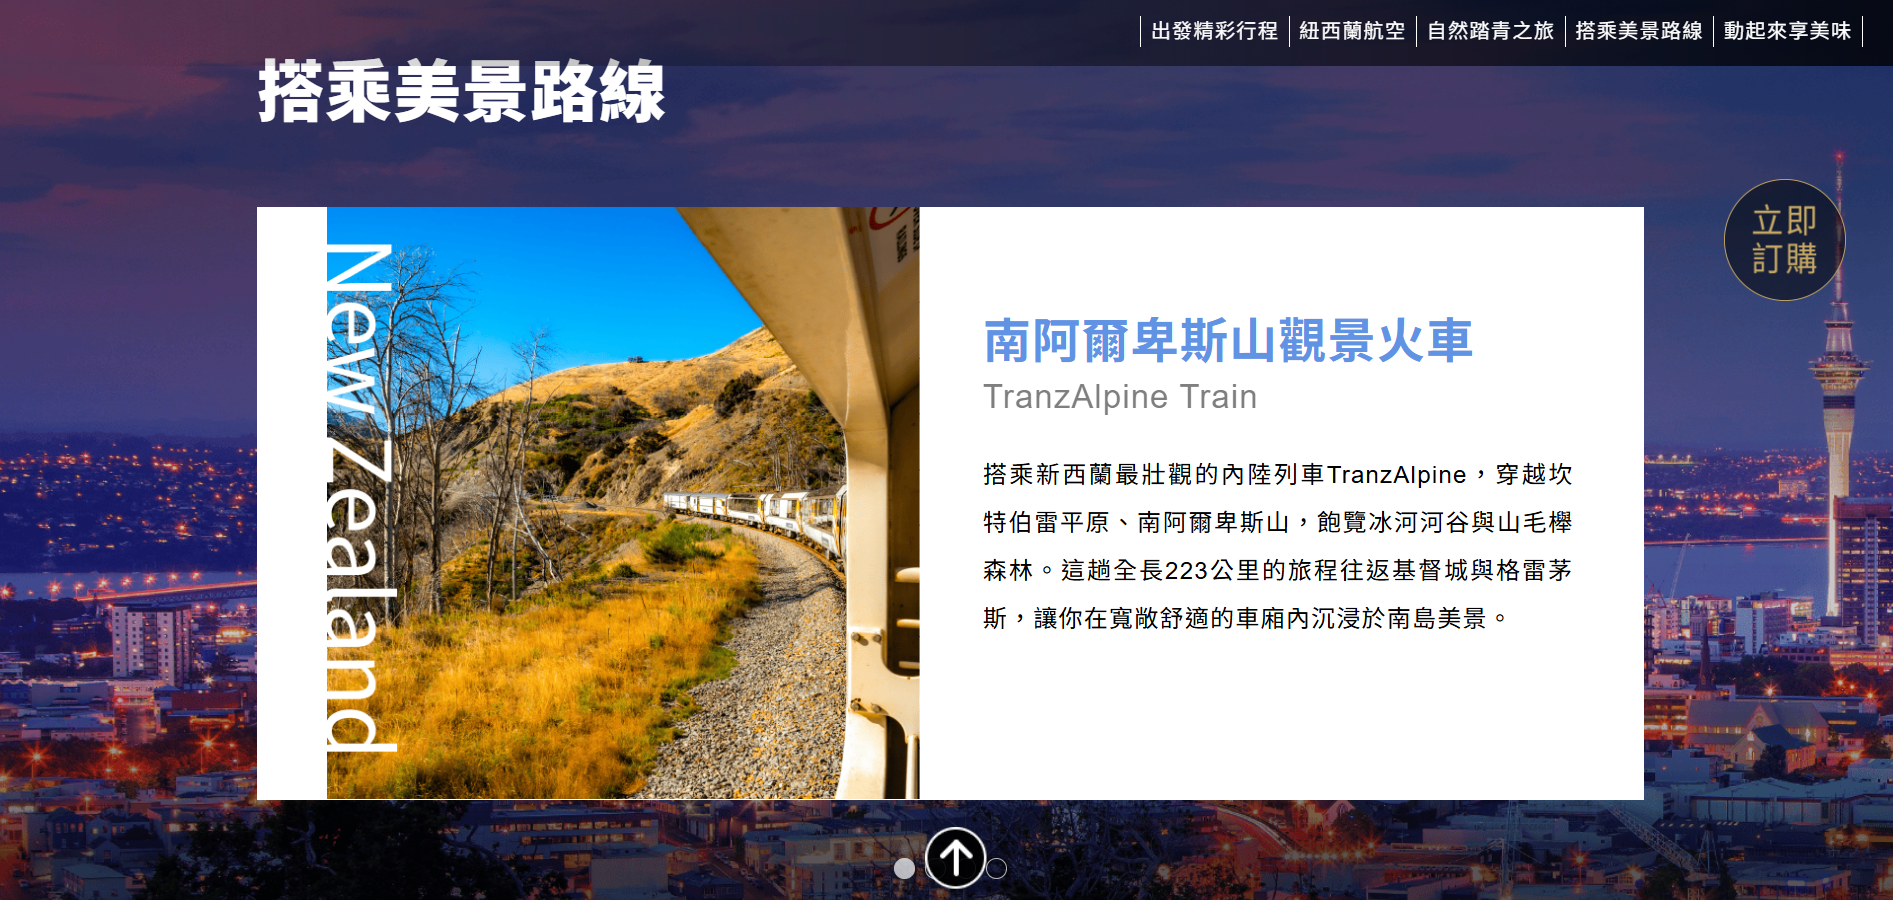 出發精彩行程
紐西蘭航空
自然踏青之旅
搭乘美景路線
動起來享美味
搭乘美景路線
立即
訂購
New Zealand
南阿爾卑斯山觀景火車
TranzAlpine Train
搭乘新西蘭最壯觀的內陸列車TranzAlpine，穿越坎
特伯雷平原、南阿爾卑斯山，飽覽冰河河谷與山毛櫸
森林。這趟全長223公里的旅程往返基督城與格雷茅
斯，讓你在寬敞舒適的車廂內沉浸於南島美景。